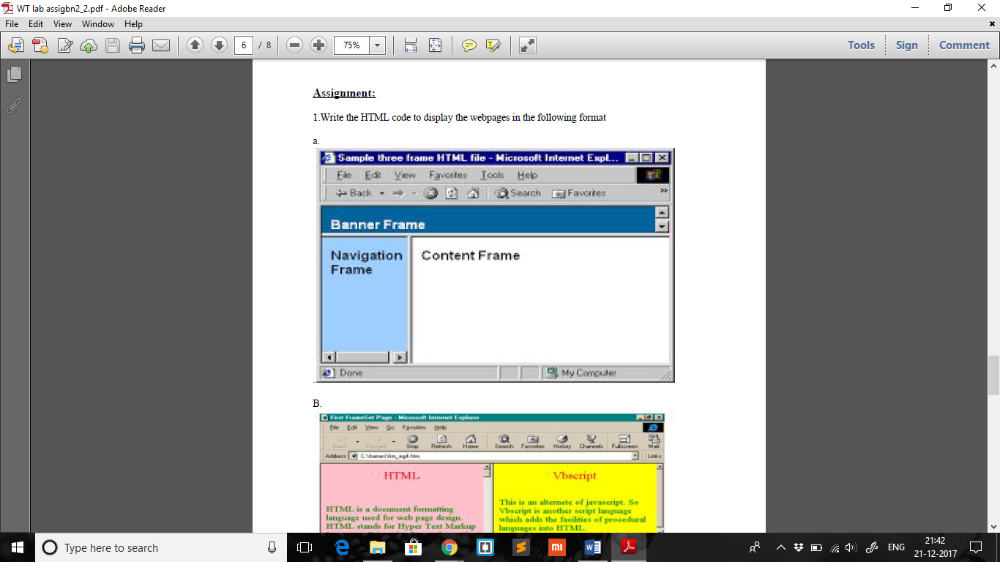 WT lab assigbn2_2.pdf - Adobe Reader
File Edit View Window Help
6 / 8 75% Tools Sign Comment
Assignment:
1.Write the HTML code to display the webpages in the following format
a.
Sample three frame HTML file - Microsoft Internet Expl...
File Edit View Favorites Tools Help
Back Search Favorites »
Banner Frame
Navigation
Frame
Content Frame
Done My Computer
.
B.
First FrameSet Page - Microsoft Internet Explorer
File Edit View Go Favorites Help
Back Forward Stop Refresh Home Search Favorites History Channels Fullscreen Mail
Address C:\frames\frm_eg4.htm Links
HTML
HTML is a document formatting
language used for web page design.
HTML stands for Hyper Text Markup
Vbscript
This is an alternete of javascript. So
Vbscript is another script language
which adds the facilities of procedural
languages into HTML.
Type here to search
ENG
21:42
21-12-2017